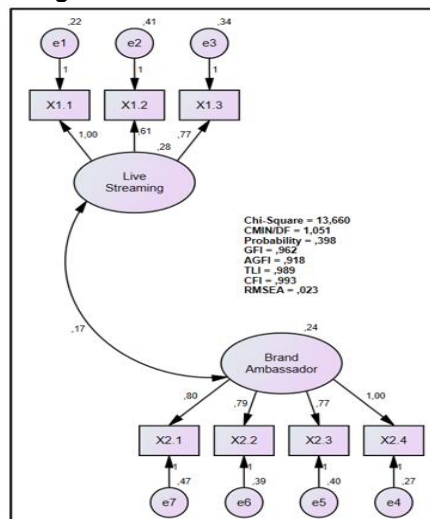 ,22 ,41 ,34
e1 e2 e3
1 1 1
X1.1 X1.2 X1.3
1,00 ,61 ,77
,28
Live
Streaming
Chi-Square = 13,660
CMIN/DF = 1,051
Probability = ,398
GFI = ,962
AGFI = ,918
TLI = ,989
CFI = ,993
RMSEA = ,023
,17
,24
Brand
Ambassador
,80 ,79 ,77 1,00
X2.1 X2.2 X2.3 X2.4
1 1 1 1
,47 ,39 ,40 ,27
e7 e6 e5 e4